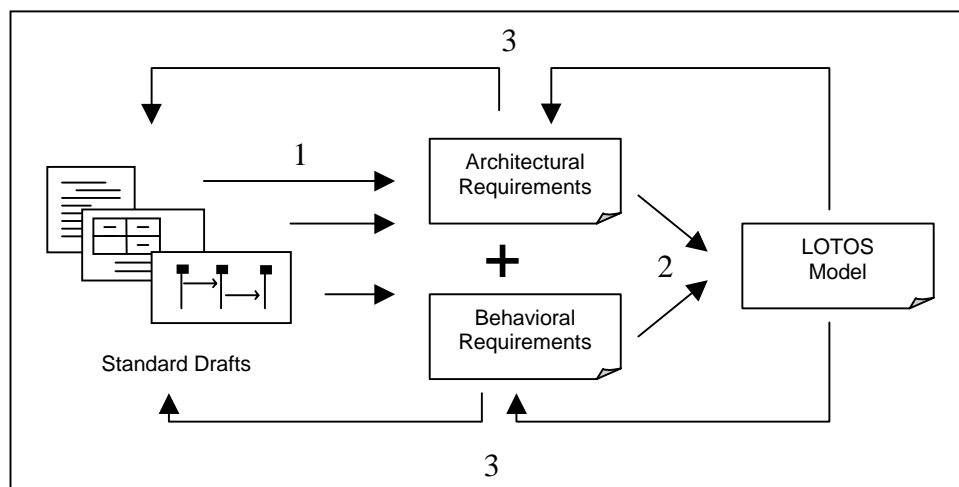 3
1
Architectural
Requirements
+
2
LOTOS
Model
Behavioral
Requirements
Standard Drafts
3